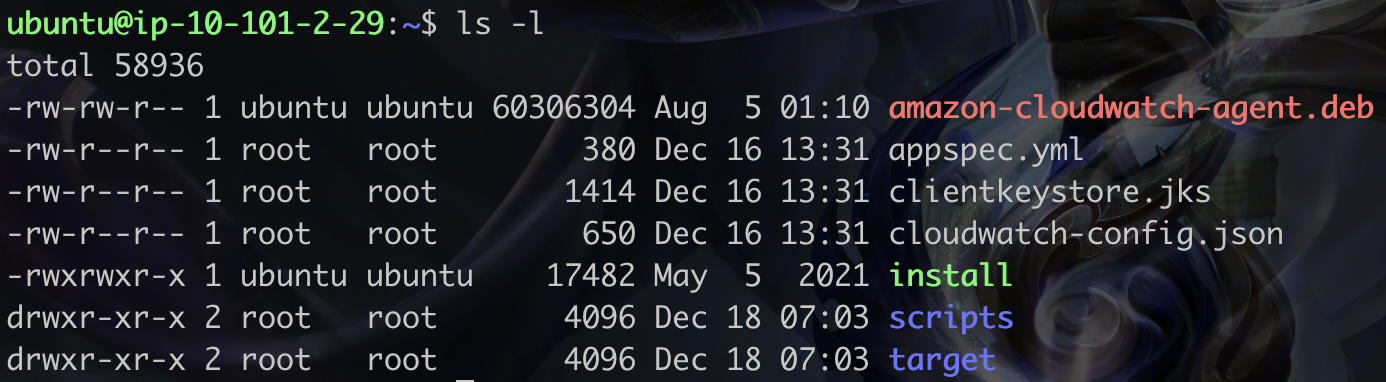 ubuntu@ip-10-101-2-29:~$ ls -l
total 58936
-rw-rw-r-- 1 ubuntu ubuntu 60306304 Aug  5 01:10 amazon-cloudwatch-agent.deb
-rw-r--r-- 1 root   root        380 Dec 16 13:31 appspec.yml
-rw-r--r-- 1 root   root       1414 Dec 16 13:31 clientkeystore.jks
-rw-r--r-- 1 root   root        650 Dec 16 13:31 cloudwatch-config.json
-rwxrwxr-x 1 ubuntu ubuntu    17482 May  5  2021 install
drwxr-xr-x 2 root   root       4096 Dec 18 07:03 scripts
drwxr-xr-x 2 root   root       4096 Dec 18 07:03 target